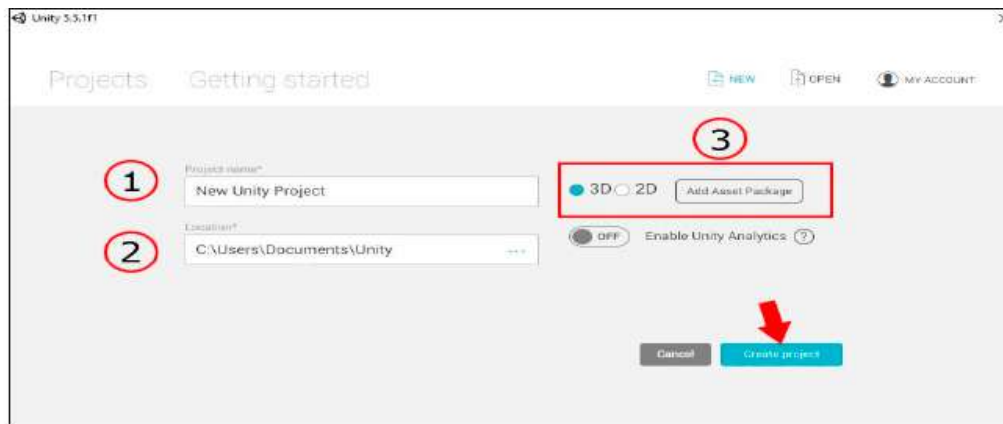 Unity 5.5.1f1
Projects Getting started NEW OPEN MY ACCOUNT
3
1
Project name*
New Unity Project
3D 2D Add Asset Package
2
Location*
C:\Users\Documents\Unity ...
OFF Enable Unity Analytics ?
Cancel Create project